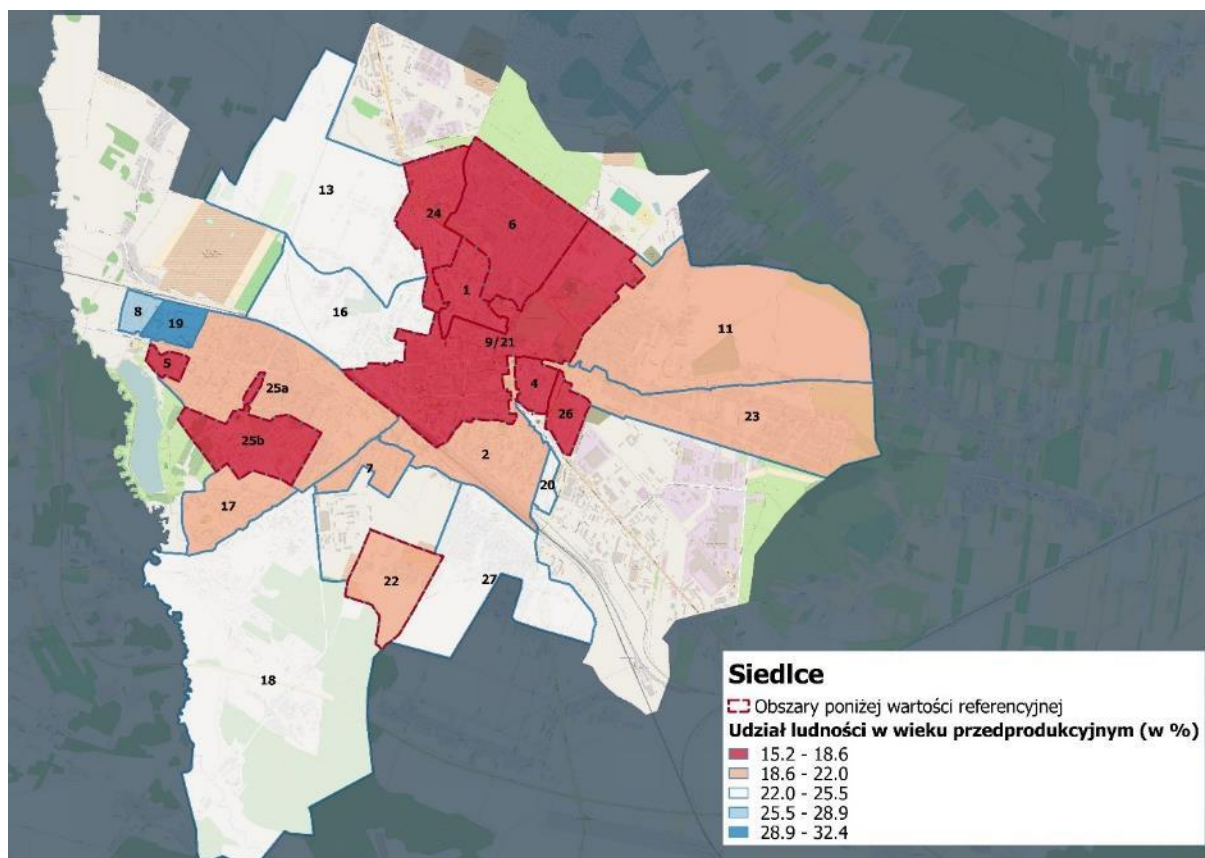 13
24
6
1
16
8
19
9/21
11
5
4
25a
26
23
25b
2
7
20
17
22
27
18
Siedlce
Obszary poniżej wartości referencyjnej
Udział ludności w wieku przedprodukcyjnym (w %)
15.2 - 18.6
18.6 - 22.0
22.0 - 25.5
25.5 - 28.9
28.9 - 32.4